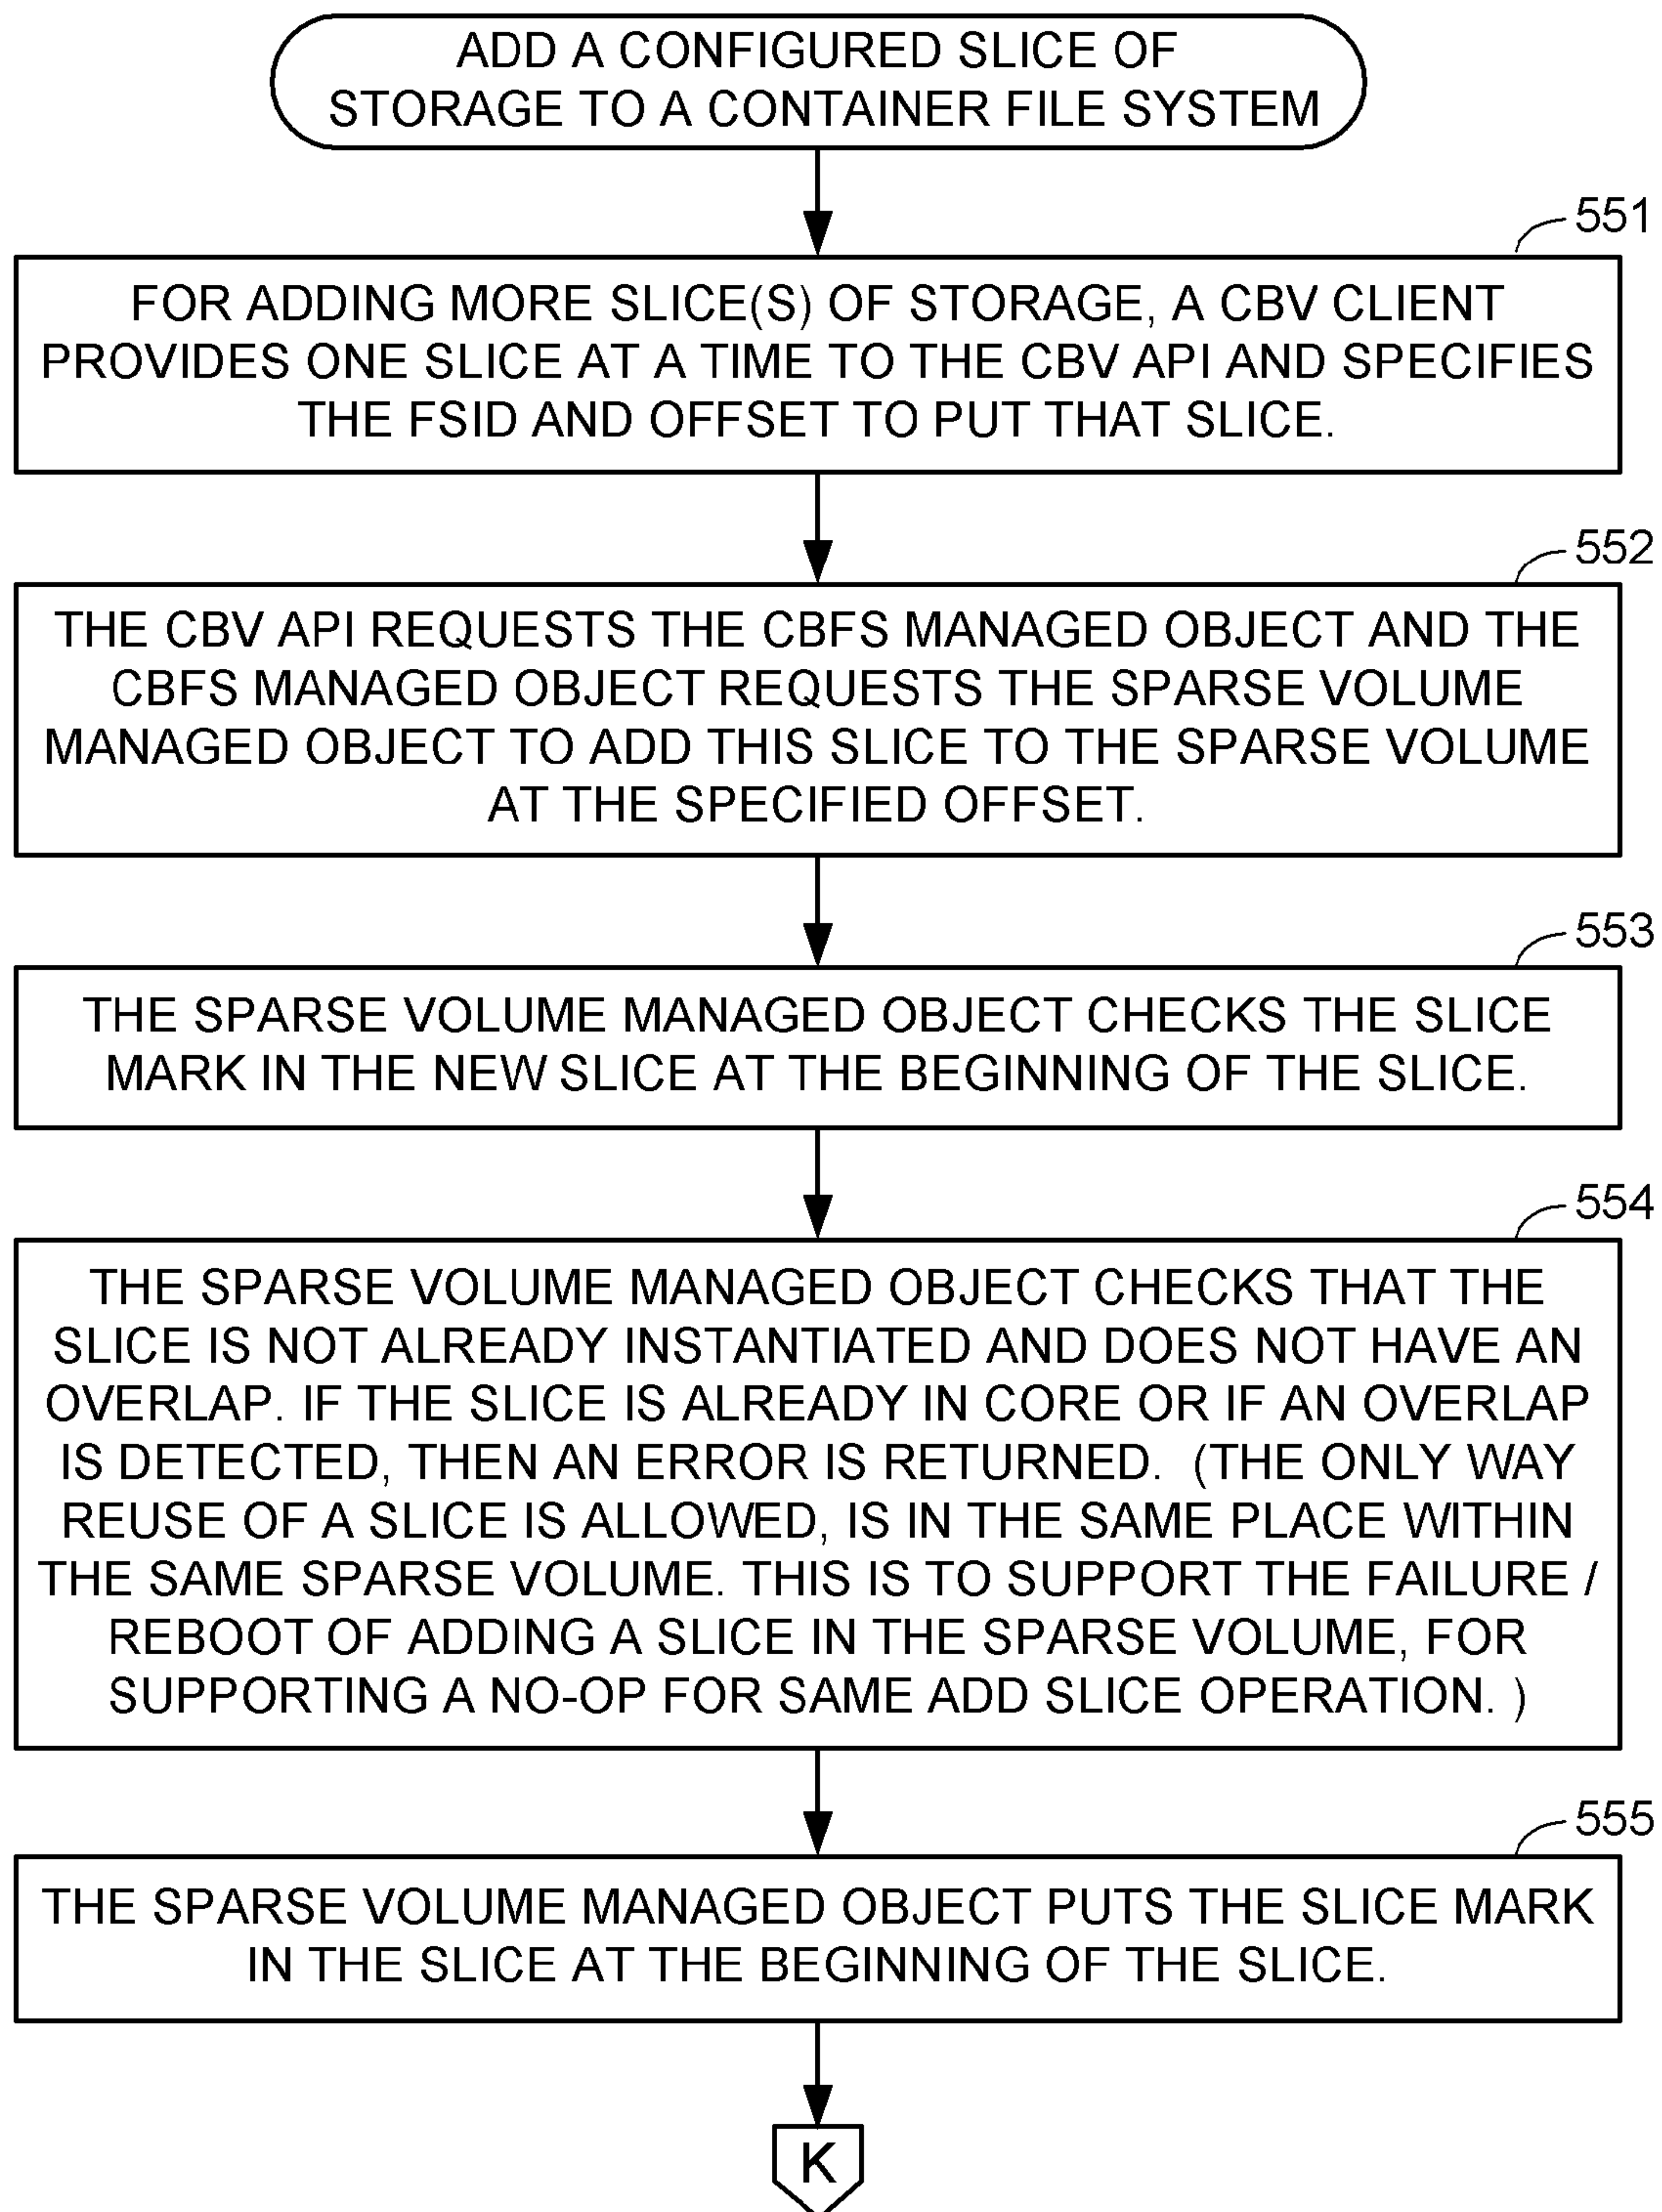 ADD A CONFIGURED SLICE OF
STORAGE TO A CONTAINER FILE SYSTEM
551
FOR ADDING MORE SLICE(S) OF STORAGE, A CBV CLIENT
PROVIDES ONE SLICE AT A TIME TO THE CBV API AND SPECIFIES
THE FSID AND OFFSET TO PUT THAT SLICE.
552
THE CBV API REQUESTS THE CBFS MANAGED OBJECT AND THE
CBFS MANAGED OBJECT REQUESTS THE SPARSE VOLUME
MANAGED OBJECT TO ADD THIS SLICE TO THE SPARSE VOLUME
AT THE SPECIFIED OFFSET.
553
THE SPARSE VOLUME MANAGED OBJECT CHECKS THE SLICE
MARK IN THE NEW SLICE AT THE BEGINNING OF THE SLICE.
554
THE SPARSE VOLUME MANAGED OBJECT CHECKS THAT THE
SLICE IS NOT ALREADY INSTANTIATED AND DOES NOT HAVE AN
OVERLAP. IF THE SLICE IS ALREADY IN CORE OR IF AN OVERLAP
IS DETECTED, THEN AN ERROR IS RETURNED. (THE ONLY WAY
REUSE OF A SLICE IS ALLOWED, IS IN THE SAME PLACE WITHIN
THE SAME SPARSE VOLUME. THIS IS TO SUPPORT THE FAILURE /
REBOOT OF ADDING A SLICE IN THE SPARSE VOLUME, FOR
SUPPORTING A NO-OP FOR SAME ADD SLICE OPERATION. )
555
THE SPARSE VOLUME MANAGED OBJECT PUTS THE SLICE MARK
IN THE SLICE AT THE BEGINNING OF THE SLICE.
K